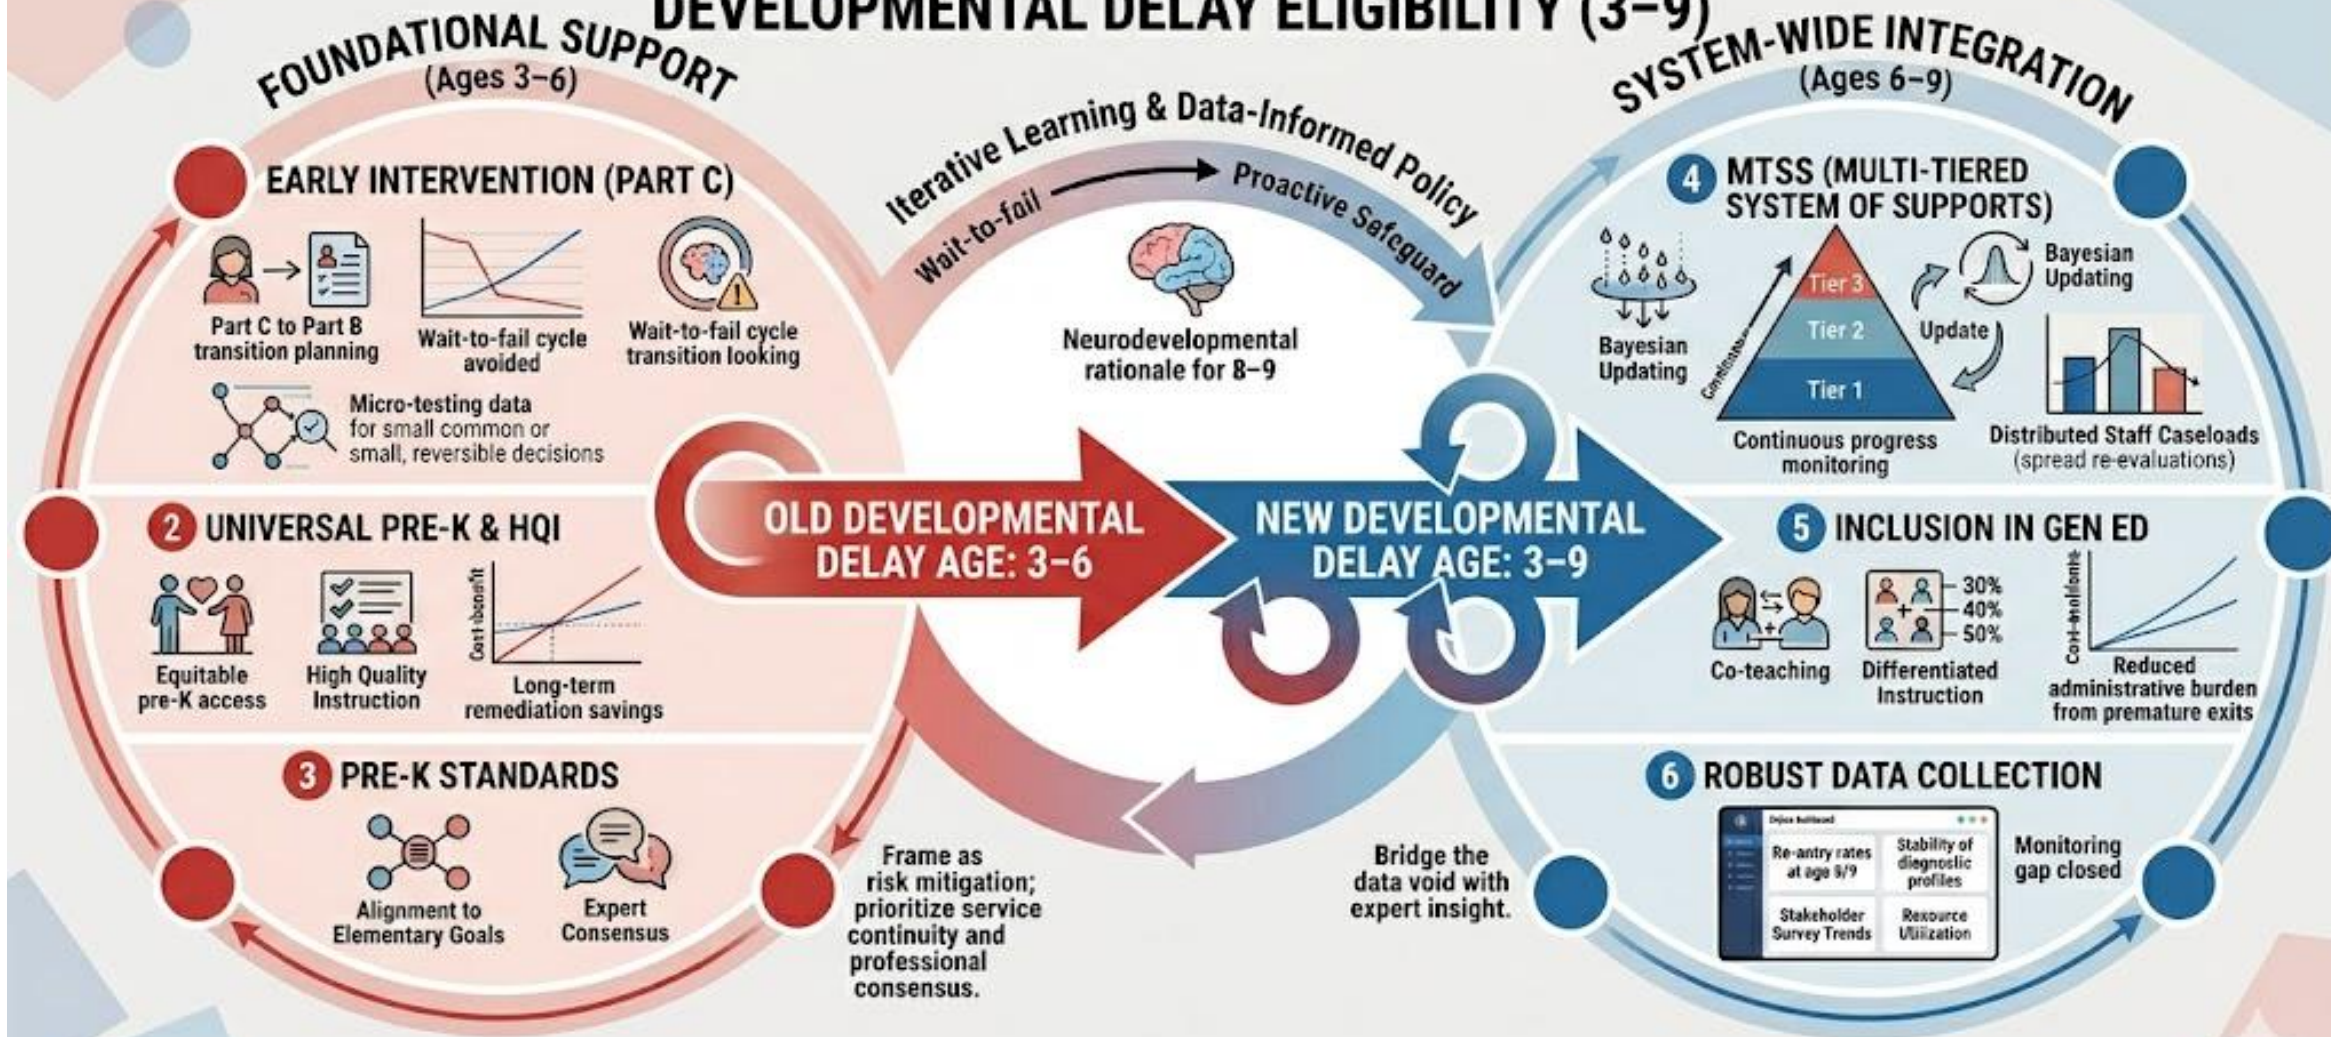 DEVELOPMENTAL DELAY ELIGIBILITY (3–9)
FOUNDATIONAL SUPPORT
(Ages 3–6)
EARLY INTERVENTION (PART C)
Part C to Part B
transition planning
Wait-to-fail cycle
avoided
Wait-to-fail cycle
transition looking
Micro-testing data
for small common or
small, reversible decisions
2 UNIVERSAL PRE-K & HQI
Equitable
pre-K access
High Quality
Instruction
Long-term
remediation savings
3 PRE-K STANDARDS
Alignment to
Elementary Goals
Expert
Consensus
Iterative Learning & Data-Informed Policy
Wait-to-fail
Proactive Safeguard
Neurodevelopmental
rationale for 8–9
OLD DEVELOPMENTAL
DELAY AGE: 3–6
NEW DEVELOPMENTAL
DELAY AGE: 3–9
Frame as
risk mitigation;
prioritize service
continuity and
professional
consensus.
Bridge the
data void with
expert insight.
SYSTEM-WIDE INTEGRATION
(Ages 6–9)
4 MTSS (MULTI-TIERED
SYSTEM OF SUPPORTS)
Bayesian
Updating
Tier 3
Tier 2
Tier 1
Continuous progress
monitoring
Update
Bayesian
Updating
Distributed Staff Caseloads
(spread re-evaluations)
5 INCLUSION IN GEN ED
Co-teaching
30%
40%
50%
Differentiated
Instruction
Reduced
administrative burden
from premature exits
6 ROBUST DATA COLLECTION
Re-antry rates
at age
Stability of
diegnoslic
profiles
Stakeholder
Survey Trends
Rexource
Monitoring
gap closed